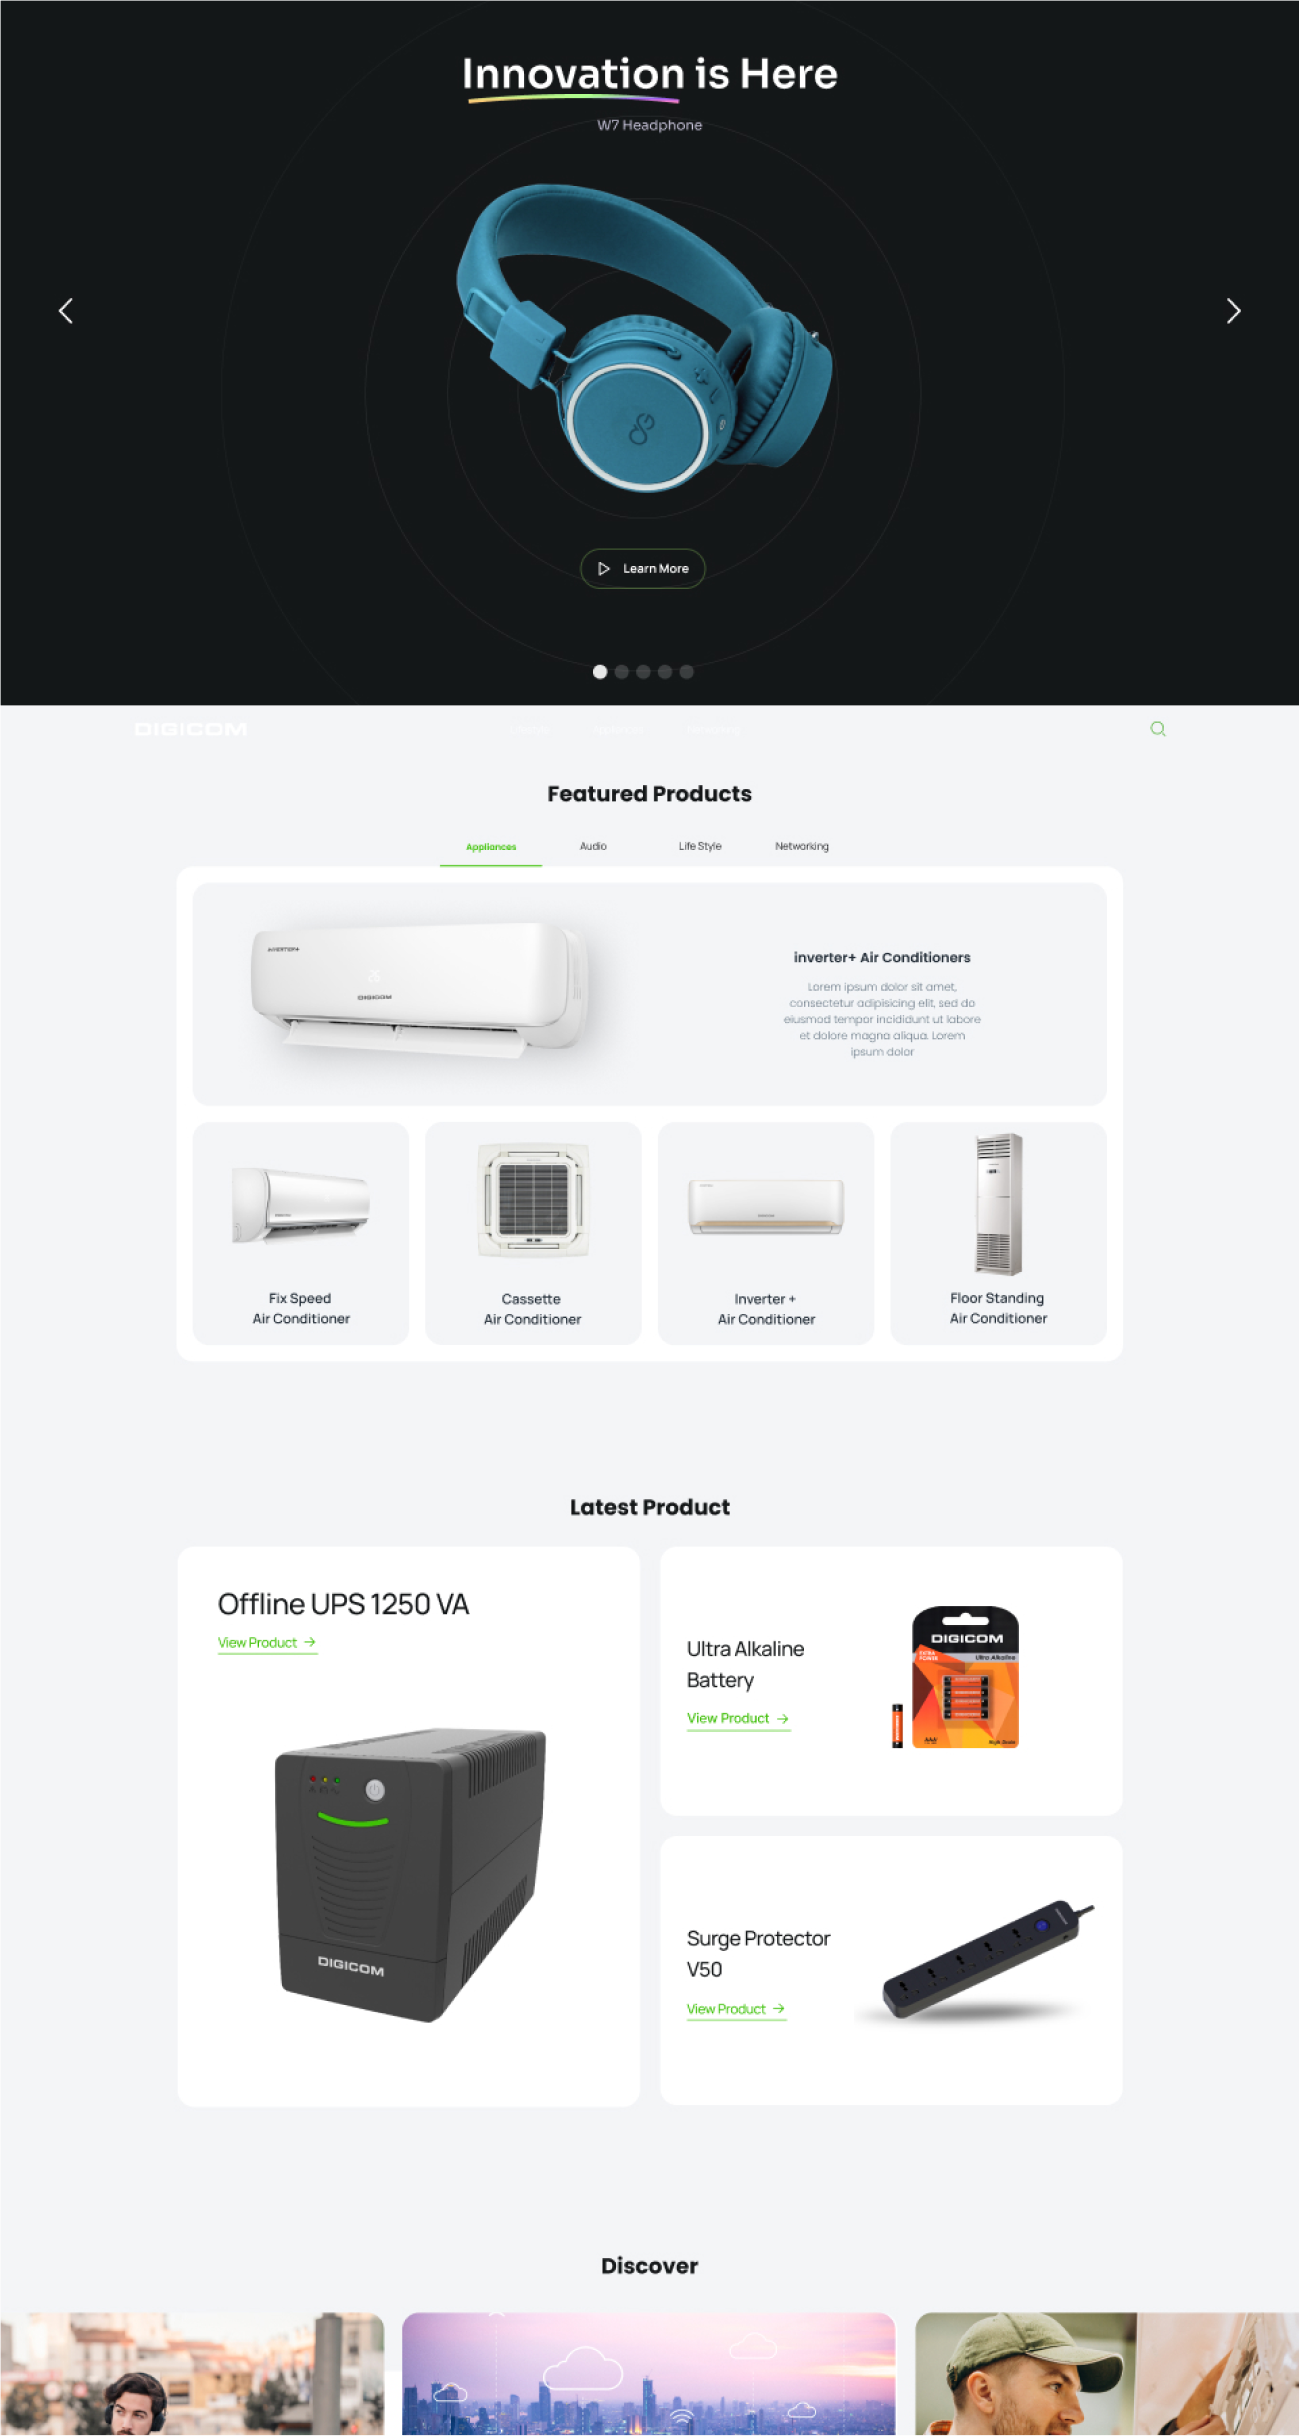 Innovation is Here
W7 Headphone
Learn More
DIGICOM
Featured Products
Appliances
Audio
Life Style
Networking
INVERTER+
DIGICOM
inverter+ Air Conditioners
Lorem ipsum dolor sit amet,
consectetur adipisicing elit, sed do
eiusmod tempor incididunt ut labore
et dolore magna aliqua. Lorem
ipsum dolor
Fix Speed
Air Conditioner
Cassette
Air Conditioner
Inverter +
Air Conditioner
Floor Standing
Air Conditioner
Latest Product
Offline UPS 1250 VA
View Product
DIGICOM
Ultra Alkaline
Battery
View Product
DIGICOM
Ultra Alkaline
EXTRA
POWER
AAA
Surge Protector
V50
View Product
Discover